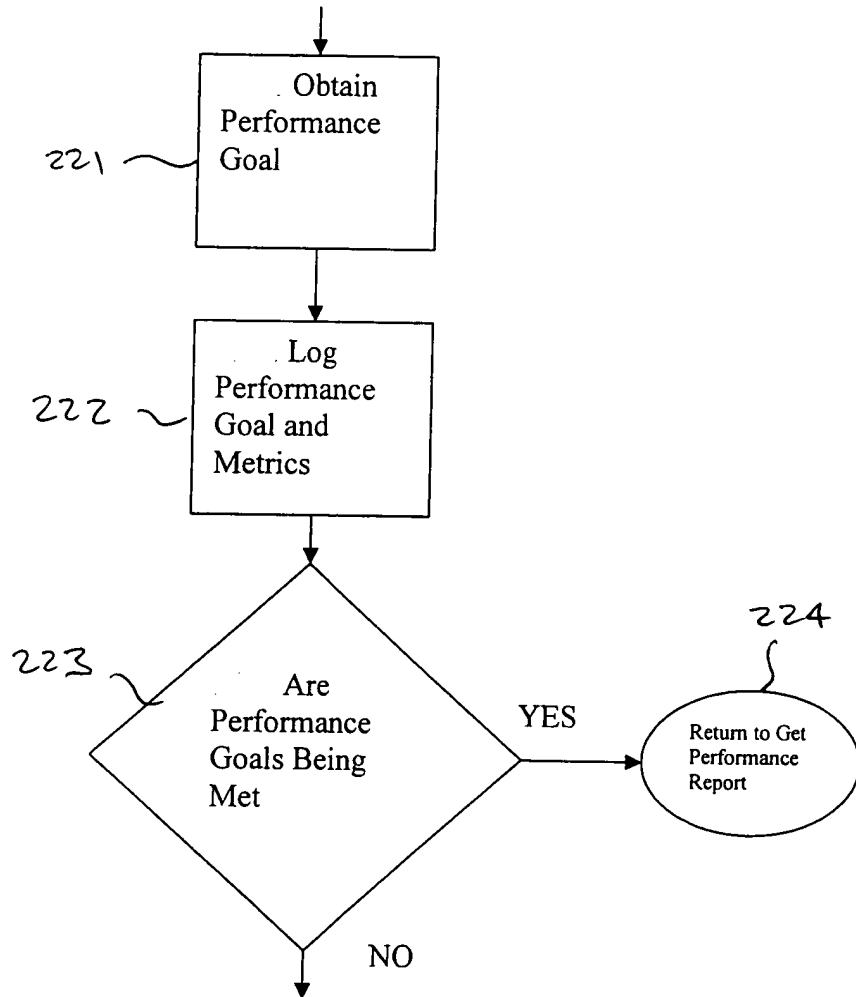 Obtain
Performance
Goal
221
Log
Performance
Goal and
Metrics
222
223
Are
Performance
Goals Being
Met
YES
224
Return to Get
Performance
Report
NO